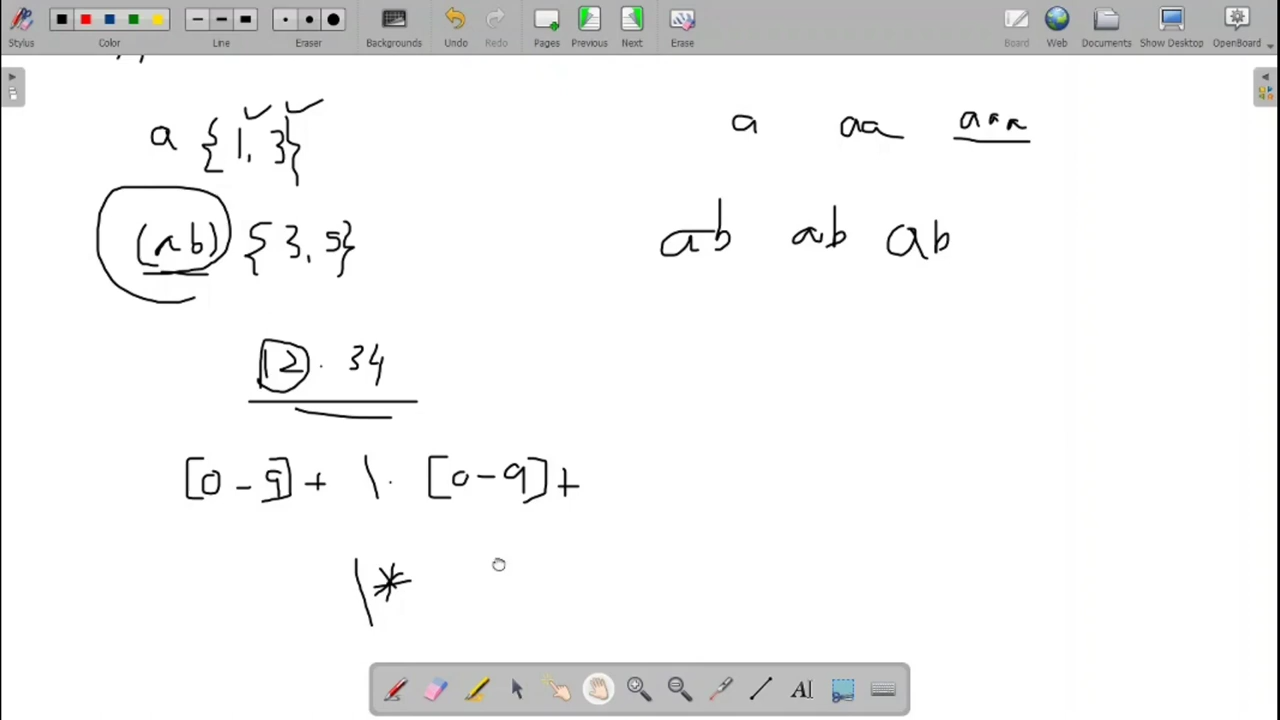 Stylus Color Line Eraser Backgrounds Undo Redo Pages Previous Next Erase Board Web Documents Show Desktop OpenBoard
a {1, 3} a aa aaa
(ab) {3, 5} ab ab ab
12 . 34
[0-9]+ \. [0-9]+
\*